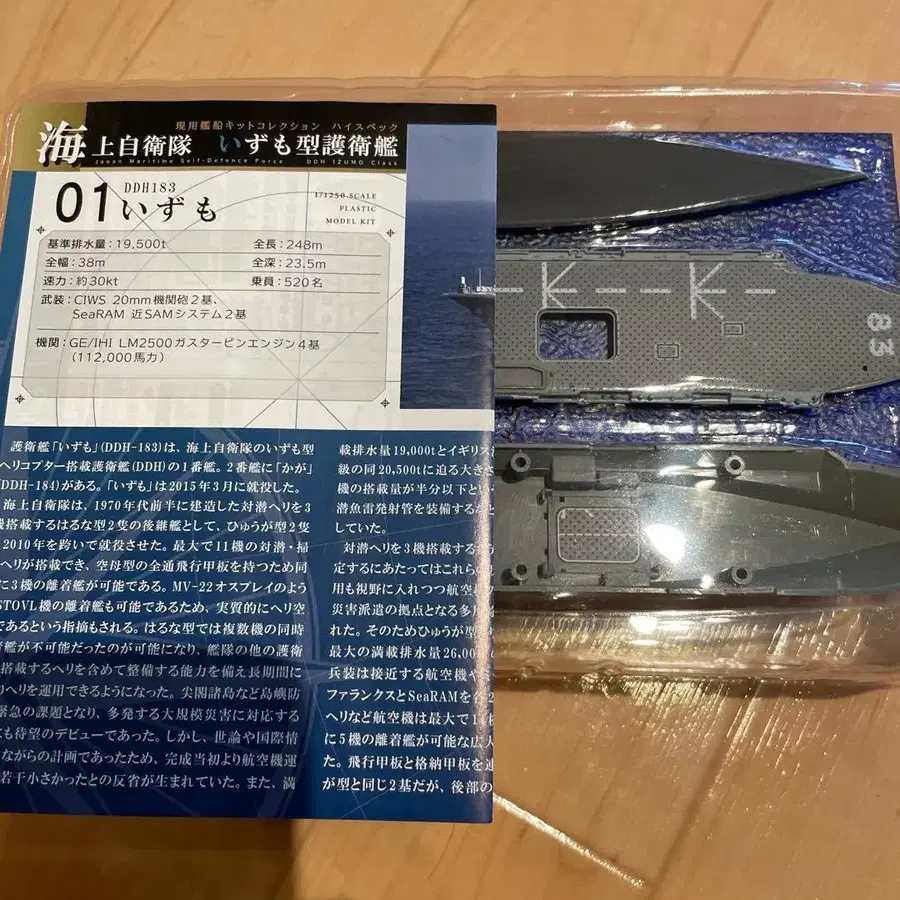 現用艦船キットコレクション ハイスペック
海上自衛隊 いずも型護衛艦
Japan Maritime Self-Defence Force DDH IZUMO Class
01 DDH183
いずも
1/1250 SCALE
PLASTIC
MODEL KIT
基準排水量:19,500t 全長:248m
全幅:38m 全深:23.5m
速力:約30kt 乗員:520名
武装:CIWS 20mm機関砲2基、
SeaRAM 近SAMシステム2基
機関:GE/IHI LM2500ガスタービンエンジン4基
(112,000馬力)
護衛艦「いずも」(DDH-183)は、海上自衛隊のいずも型
ヘリコプター搭載護衛艦(DDH)の1番艦。2番艦に「かが」
(DDH-184)がある。「いずも」は2015年3月に就役した。
海上自衛隊は、1970年代前半に建造した対潜ヘリを3
機搭載するはるな型2隻の後継艦として、ひゅうが型2隻
2010年を跨いで就役させた。最大で11機の対潜・掃
ヘリが搭載でき、空母型の全通飛行甲板を持つため同
に3機の離着艦が可能である。MV-22オスプレイのよう
STOVL機の離着艦も可能であるため、実質的にヘリ空
であるという指摘もされる。はるな型では複数機の同時
着艦が不可能だったのが可能になり、艦隊の他の護衛
搭載するヘリを含めて整備する能力を備え長期間に
りヘリを運用できるようになった。尖閣諸島など島嶼防
緊急の課題となり、多発する大規模災害に対応する
も待望のデビューであった。しかし、世論や国際情
ながらの計画であったため、完成当初より航空機運
若干小さかったとの反省が生まれていた。また、満
載排水量19,000tとイギリス
級の同20,500tに迫る大きさ
機の搭載量が半分以下とい
潜魚雷発射管を装備するな
していた。
対潜ヘリを3機搭載する
定するにあたってはこれらの
用も視野に入れつつ航空機
災害派遣の拠点となる多用
れた。そのためひゅうが型
最大の満載排水量26,00
兵装は接近する航空機や
ファランクスとSeaRAMを各2
ヘリなど航空機は最大で14
に5機の離着艦が可能な広大
た。飛行甲板と格納甲板を連
が型と同じ2基だが、後部の
83